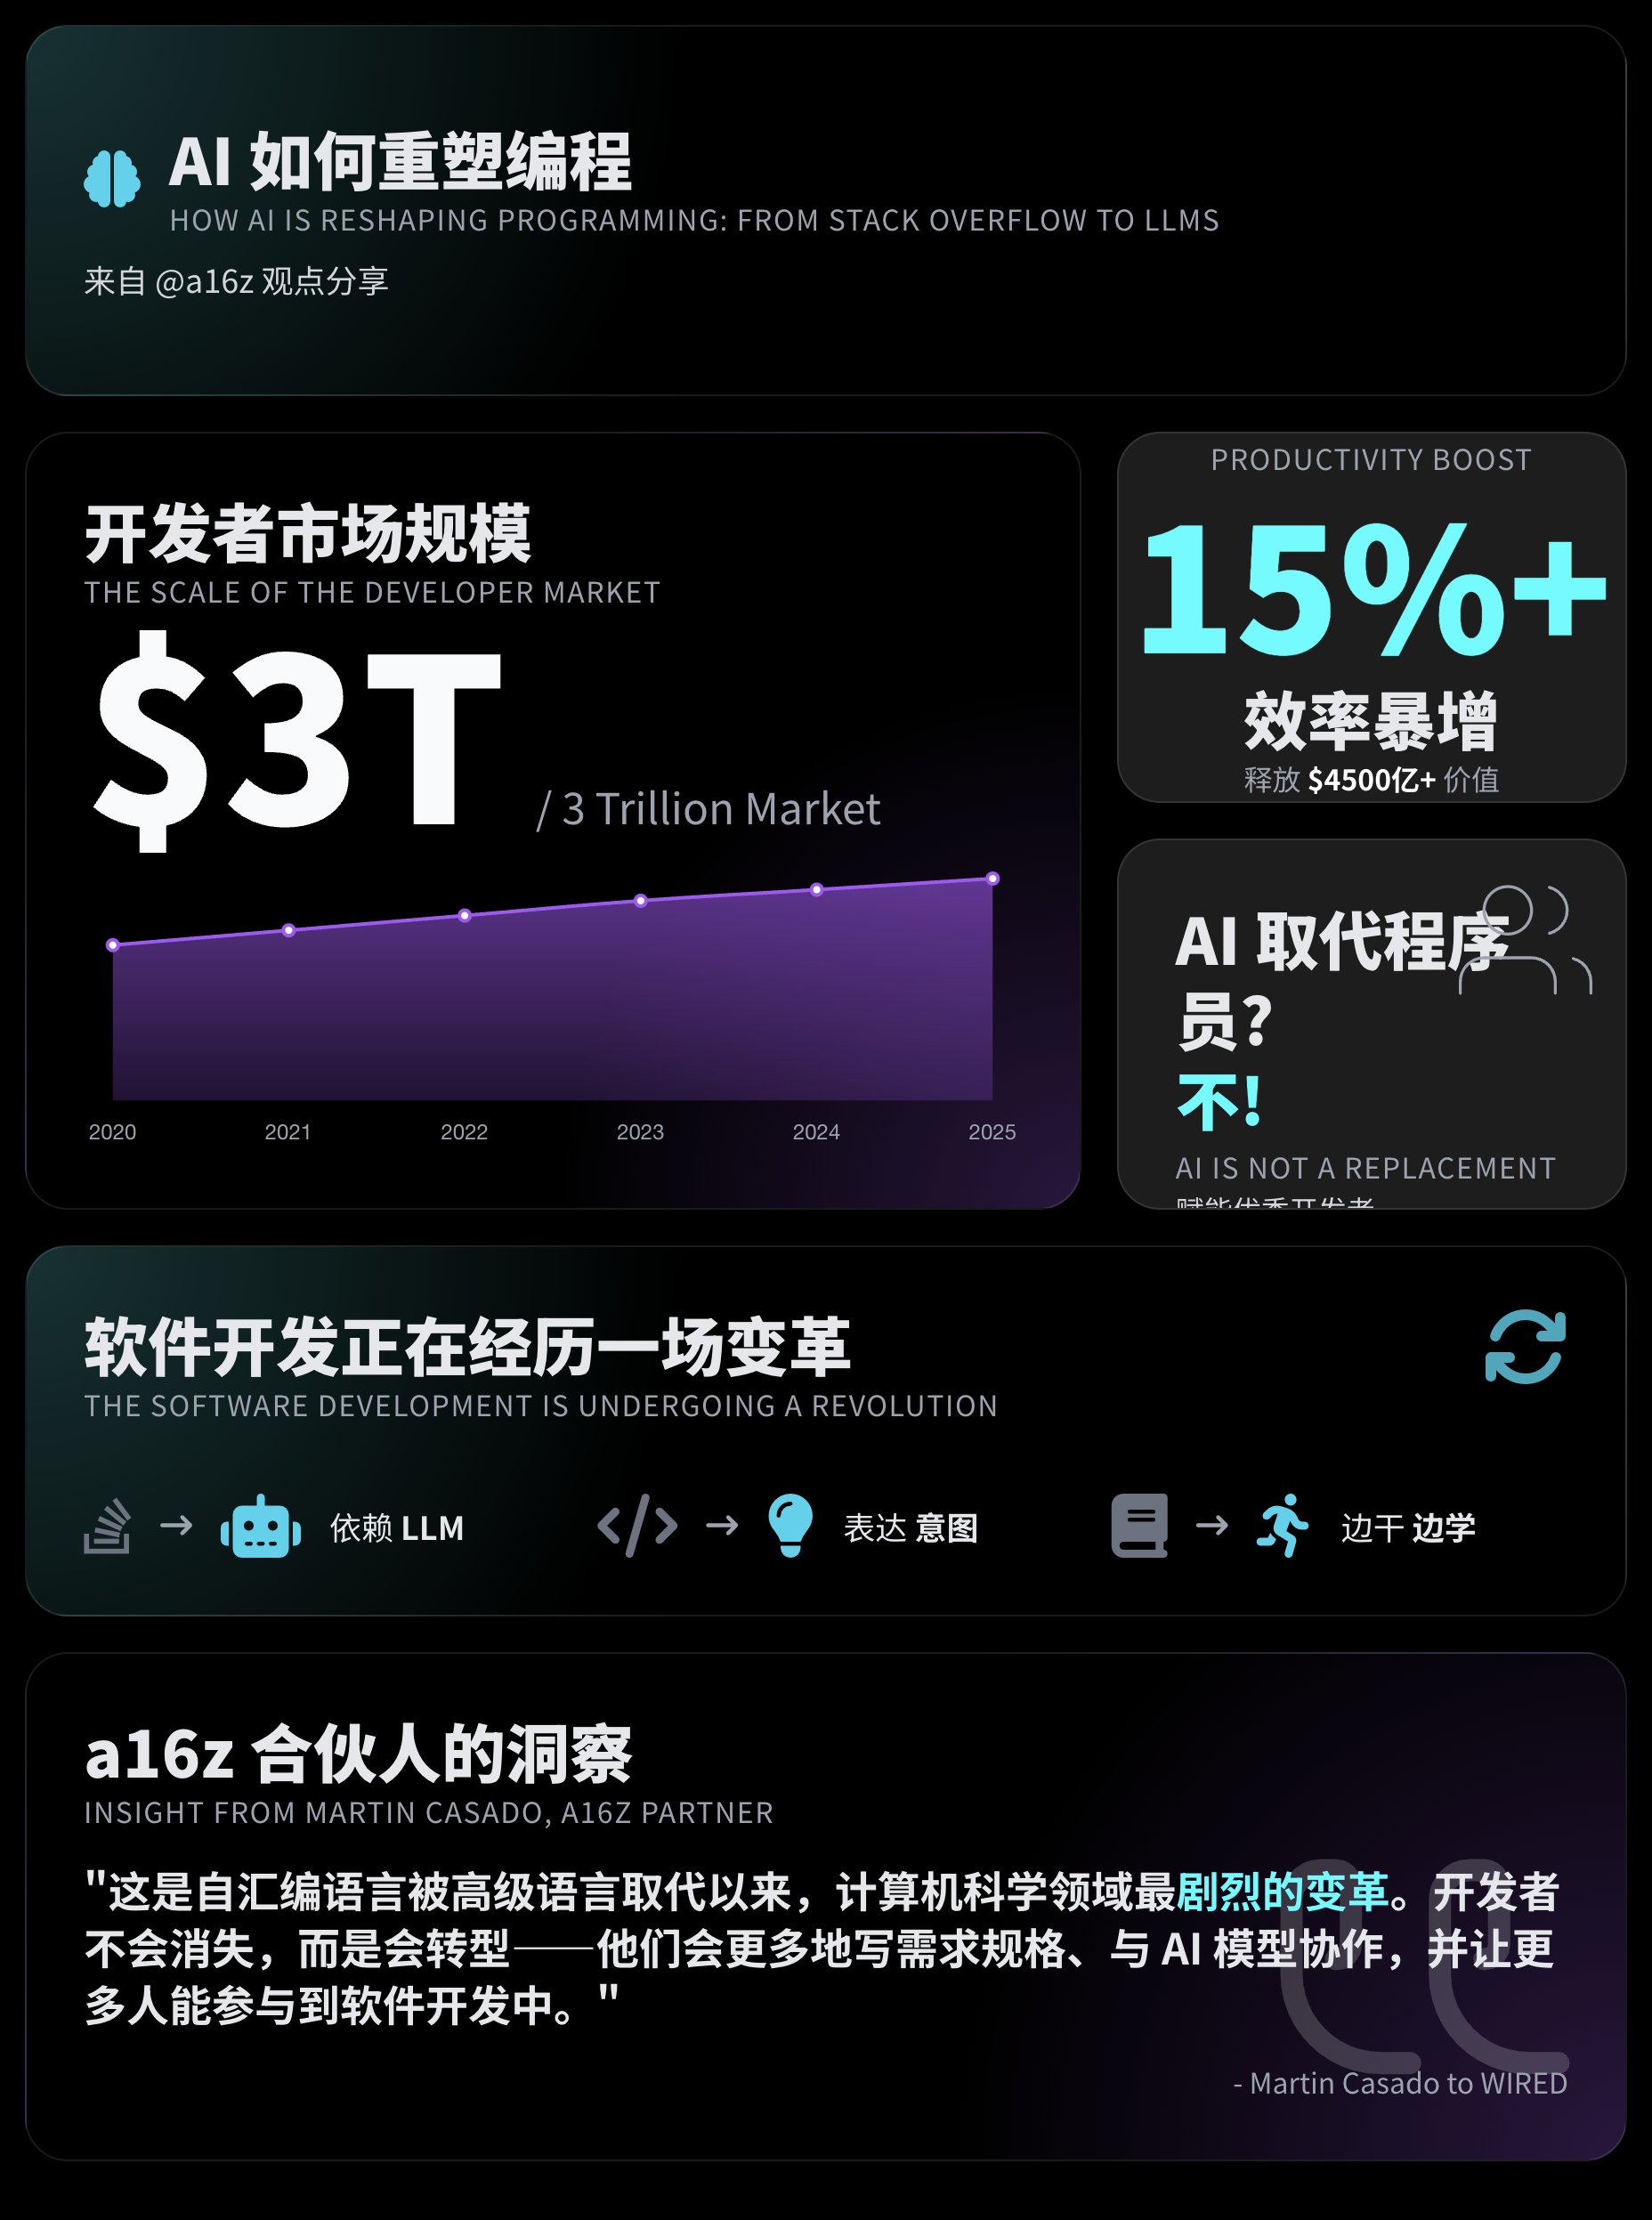 AI 如何重塑编程
HOW AI IS RESHAPING PROGRAMMING: FROM STACK OVERFLOW TO LLMS
来自 @a16z 观点分享
开发者市场规模
THE SCALE OF THE DEVELOPER MARKET
$3T / 3 Trillion Market
2020 2021 2022 2023 2024 2025
PRODUCTIVITY BOOST
15%+
效率暴增
释放 $4500亿+ 价值
AI 取代程序
员?
不!
AI IS NOT A REPLACEMENT
赋能优秀开发者
软件开发正在经历一场变革
THE SOFTWARE DEVELOPMENT IS UNDERGOING A REVOLUTION
→ 依赖 LLM
</> → 表达 意图
→ 边干 边学
a16z 合伙人的洞察
INSIGHT FROM MARTIN CASADO, A16Z PARTNER
"这是自汇编语言被高级语言取代以来，计算机科学领域最剧烈的变革。开发者
不会消失，而是会转型——他们会更多地写需求规格、与 AI 模型协作，并让更
多人能参与到软件开发中。"
- Martin Casado to WIRED